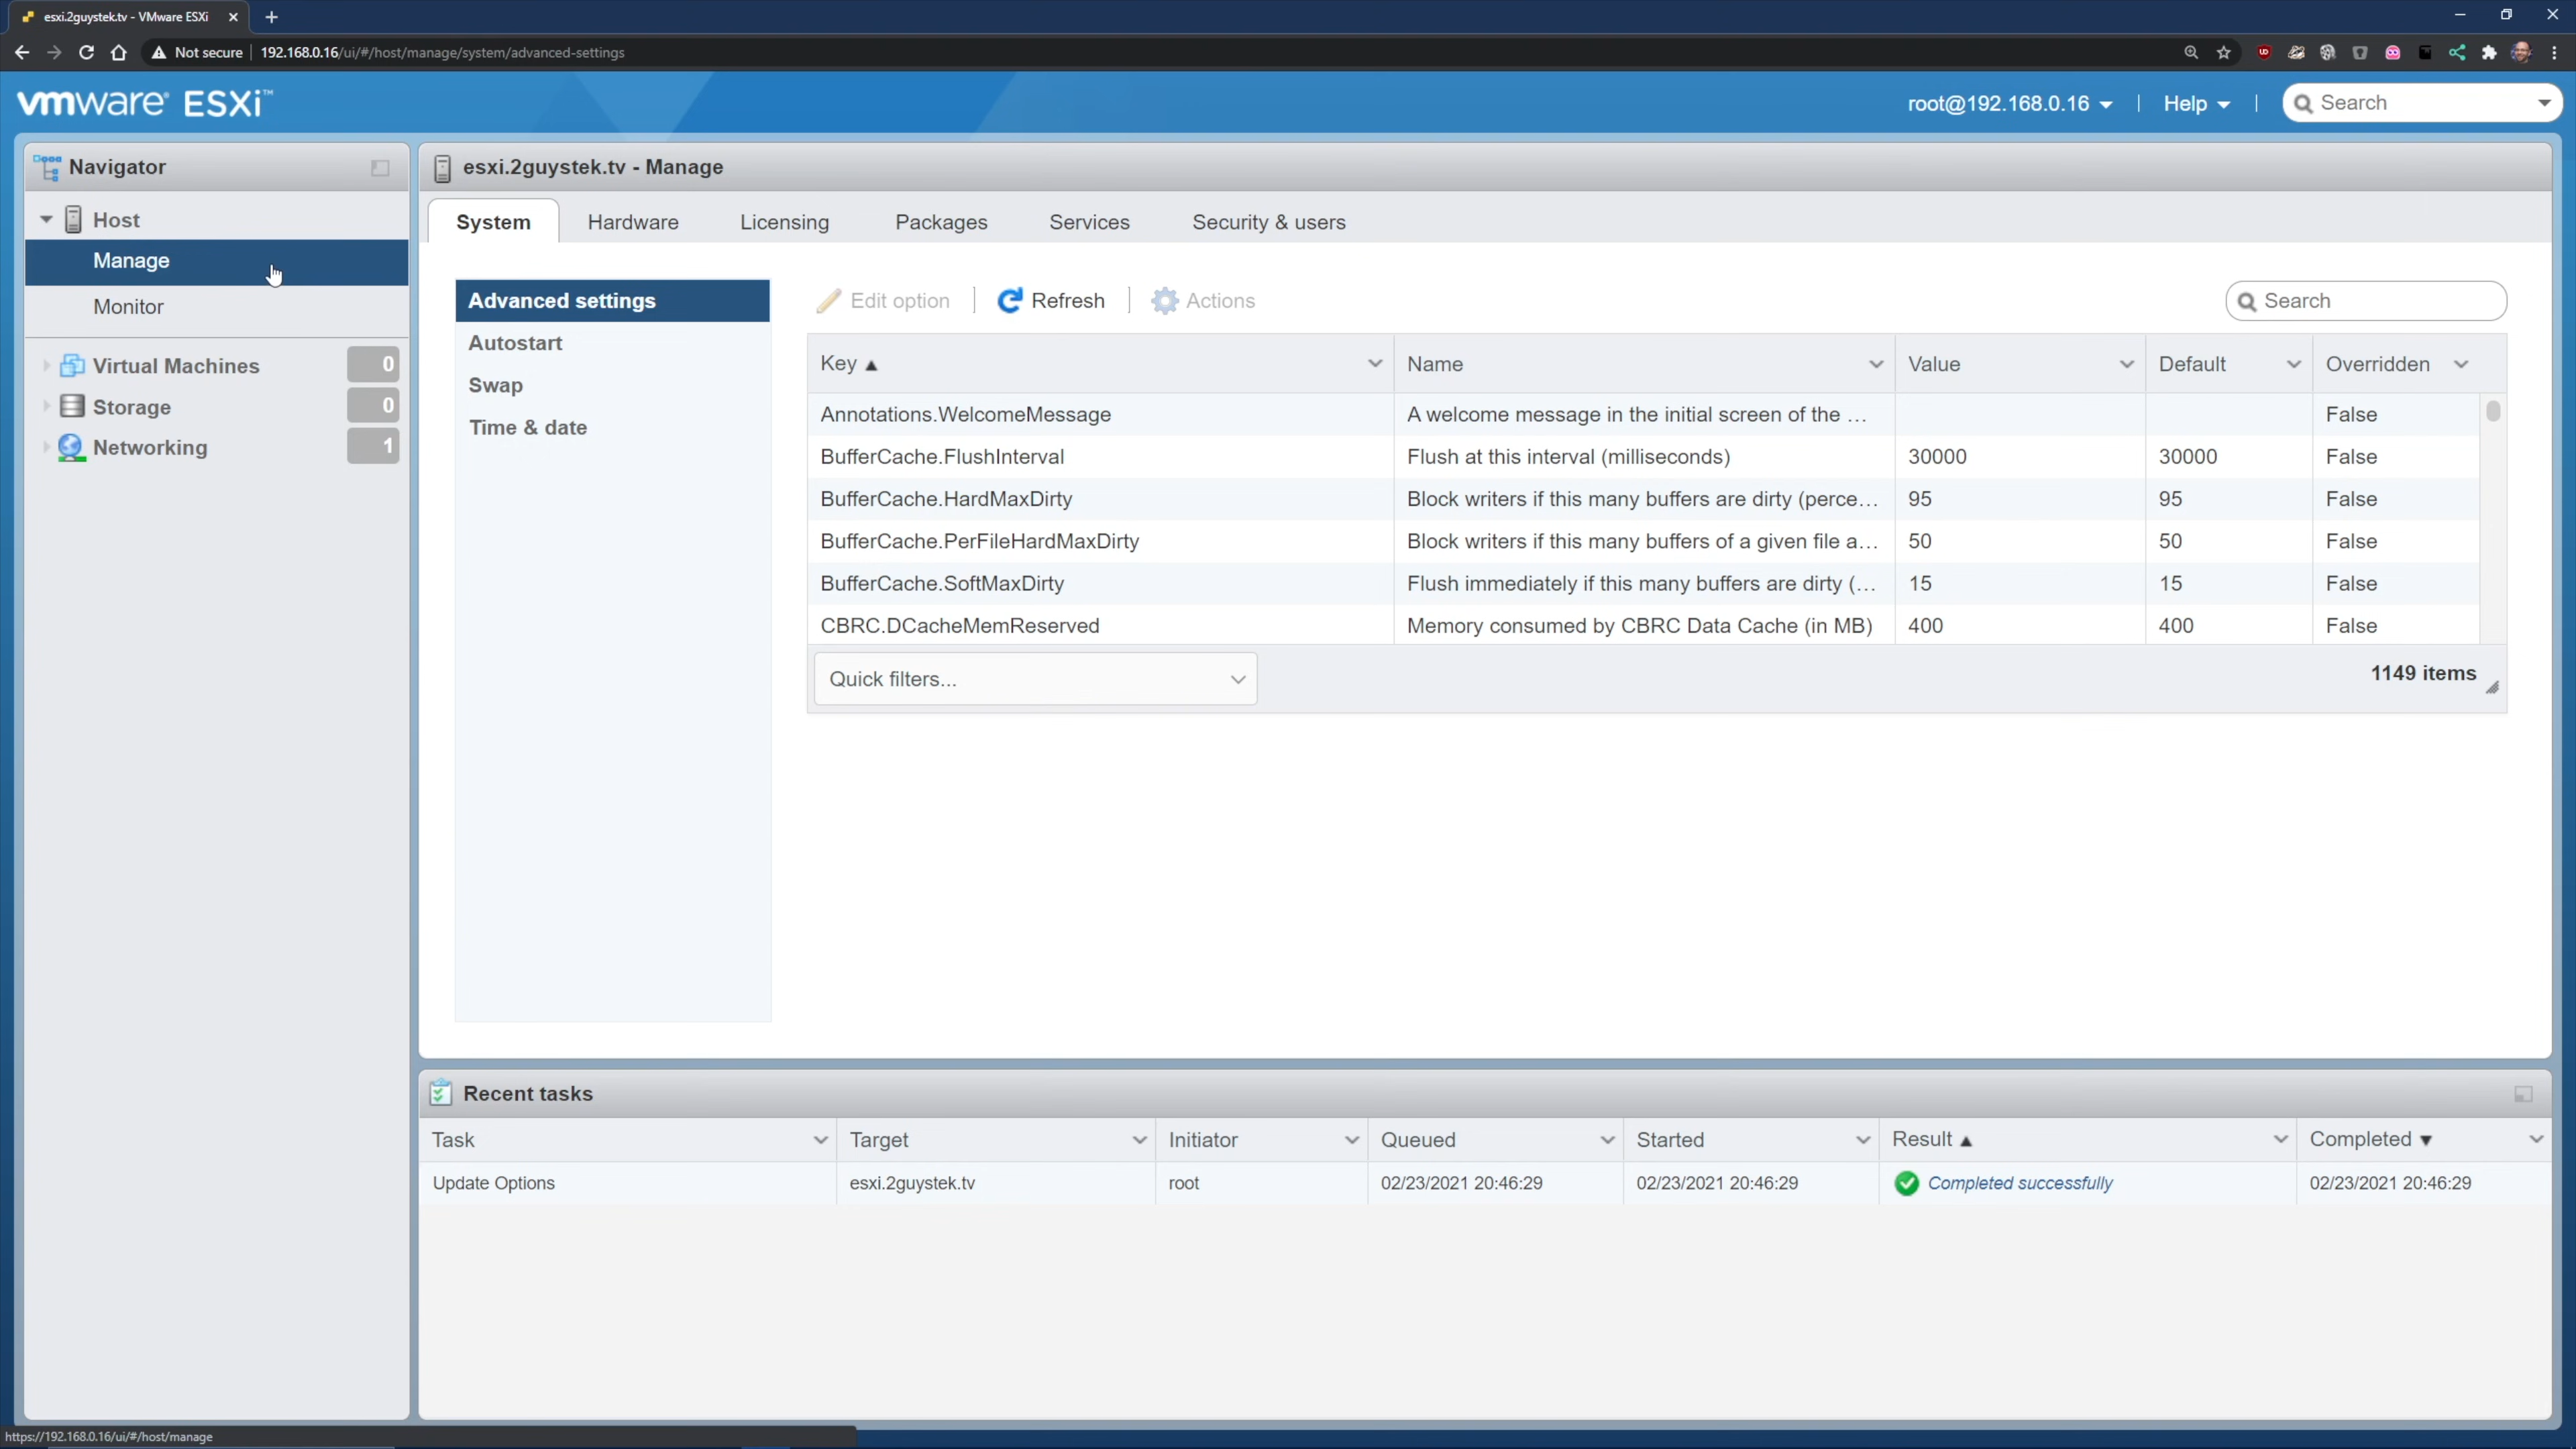 esxi.2guystek.tv - VMware ESXi
Not secure 192.168.0.16/ui/#/host/manage/system/advanced-settings
vmware® ESXi™
root@192.168.0.16 Help Search
Navigator
Host
Manage
Monitor
Virtual Machines 0
Storage 0
Networking 1
esxi.2guystek.tv - Manage
System Hardware Licensing Packages Services Security & users
Advanced settings
Autostart
Swap
Time & date
Edit option Refresh Actions Search
Key ▲ Name Value Default Overridden
Annotations.WelcomeMessage A welcome message in the initial screen of the ... False
BufferCache.FlushInterval Flush at this interval (milliseconds) 30000 30000 False
BufferCache.HardMaxDirty Block writers if this many buffers are dirty (perce... 95 95 False
BufferCache.PerFileHardMaxDirty Block writers if this many buffers of a given file a... 50 50 False
BufferCache.SoftMaxDirty Flush immediately if this many buffers are dirty (... 15 15 False
CBRC.DCacheMemReserved Memory consumed by CBRC Data Cache (in MB) 400 400 False
Quick filters... 1149 items
Recent tasks
Task Target Initiator Queued Started Result ▲ Completed ▼
Update Options esxi.2guystek.tv root 02/23/2021 20:46:29 02/23/2021 20:46:29 Completed successfully 02/23/2021 20:46:29
https://192.168.0.16/ui/#/host/manage